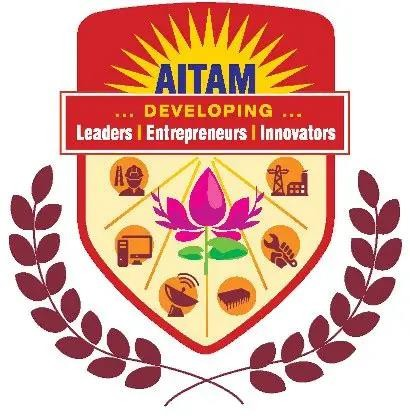 AITAM
... DEVELOPING ...
Leaders | Entrepreneurs | Innovators